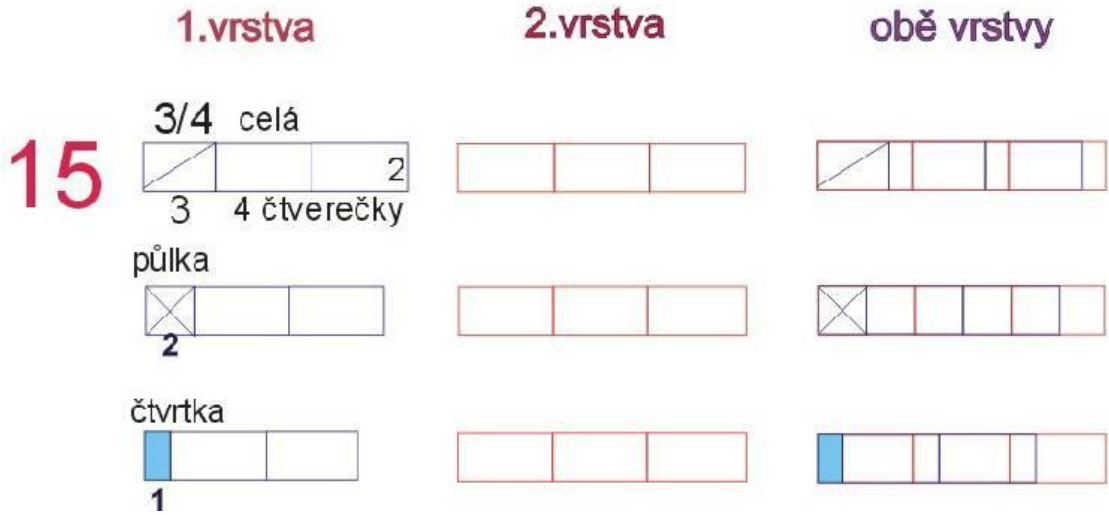 1.vrstva 2.vrstva obě vrstvy
15
3/4 celá
2
3 4 čtverečky
půlka
2
čtvrtka
1